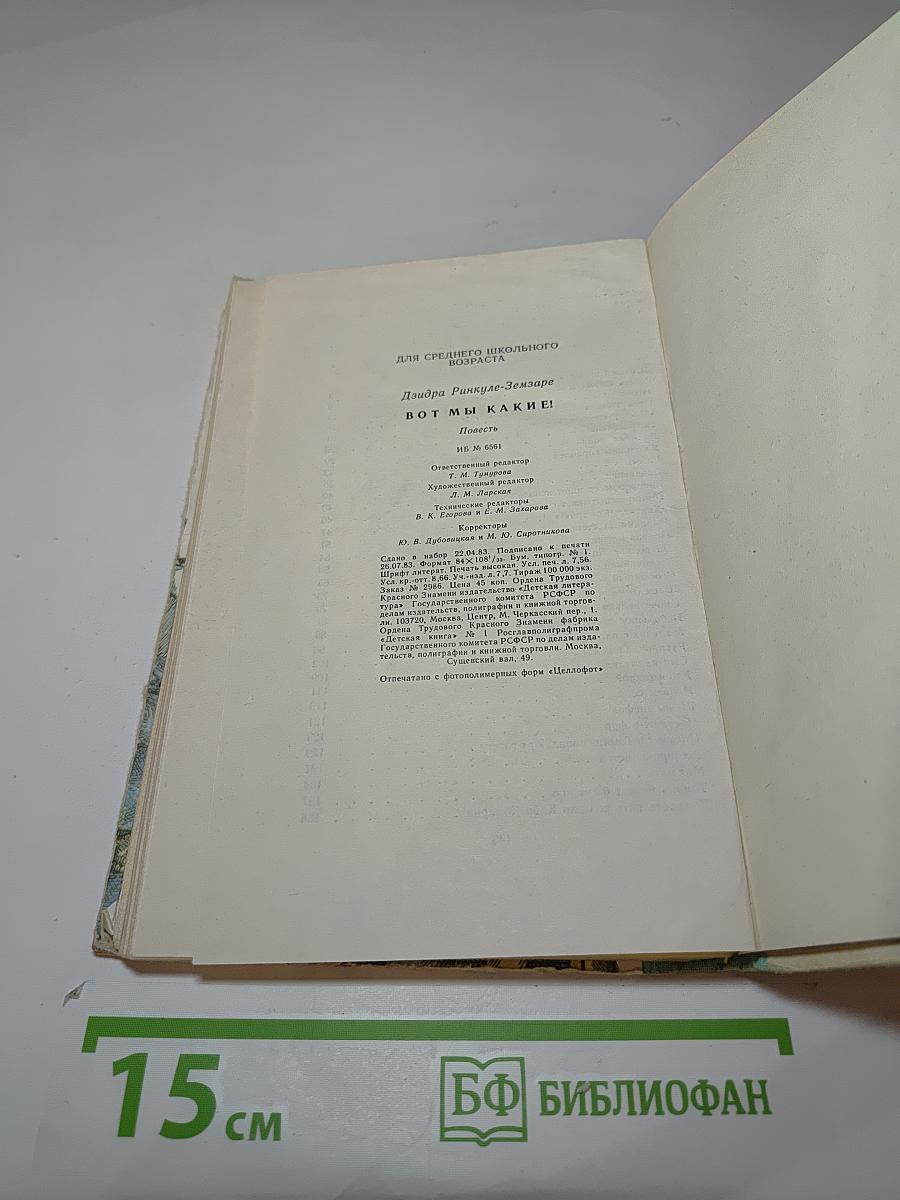 ДЛЯ СРЕДНЕГО ШКОЛЬНОГО
ВОЗРАСТА
Дзидра Ринкуле-Земзаре
ВОТ МЫ КАКИЕ!
Повесть
ИБ № 6561
Ответственный редактор
Т. М. Тумурова
Художественный редактор
Л. М. Ларская
Технические редакторы
В. К. Егорова и Е. М. Захарова
Корректоры
Ю. В. Дубовицкая и М. Ю. Сиротникова
Сдано в набор 22.04.83. Подписано к печати
26.07.83. Формат 84×108¹/₃₂. Бум. типогр. № 1.
Шрифт литерат. Печать высокая. Усл. печ. л. 7,56.
Усл. кр.-отт. 8,66. Уч.-изд. л. 7,7. Тираж 100 000 экз.
Заказ № 2986. Цена 45 коп. Ордена Трудового
Красного Знамени издательство «Детская литера-
тура» Государственного комитета РСФСР по
делам издательств, полиграфии и книжной торгов-
ли. 103720, Москва, Центр, М. Черкасский пер., 1.
Ордена Трудового Красного Знамени фабрика
«Детская книга» № 1 Росглавполиграфпрома
Государственного комитета РСФСР по делам изда-
тельств, полиграфии и книжной торговли. Москва,
Сущевский вал, 49.
Отпечатано с фотополимерных форм «Целлофот»
15 см
БФ БИБЛИОФАН